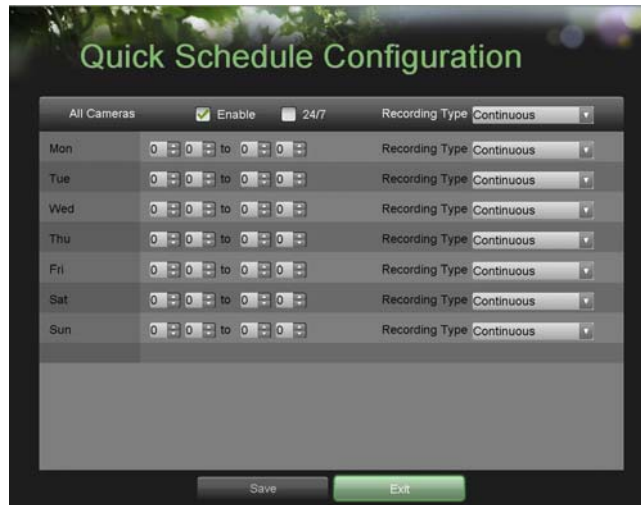 Quick Schedule Configuration
All Cameras Enable 24/7 Recording Type Continuous
Mon 0 0 to 0 0 Recording Type Continuous
Tue 0 0 to 0 0 Recording Type Continuous
Wed 0 0 to 0 0 Recording Type Continuous
Thu 0 0 to 0 0 Recording Type Continuous
Fri 0 0 to 0 0 Recording Type Continuous
Sat 0 0 to 0 0 Recording Type Continuous
Sun 0 0 to 0 0 Recording Type Continuous
Save Exit